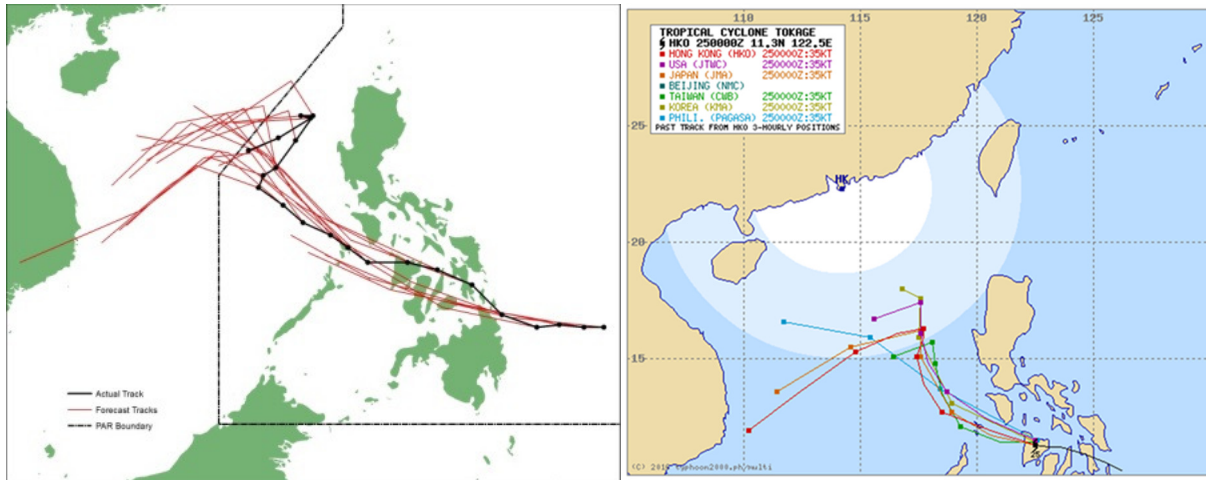 Actual Track
Forecast Tracks
PAR Boundary
110 115 120 125
TROPICAL CYCLONE TOKAGE
HKO 250000Z 11.3N 122.5E
HONG KONG (HKO) 250000Z:35KT
USA (JTWC) 250000Z:35KT
JAPAN (JMA) 250000Z:35KT
BEIJING (NMC)
TAIWAN (CWB) 250000Z:35KT
KOREA (KMA) 250000Z:35KT
PHILI. (PAGASA) 250000Z:35KT
PAST TRACK FROM HKO 3-HOURLY POSITIONS
25
HK
20
15
25
(C) typhoon2000.ph/multi